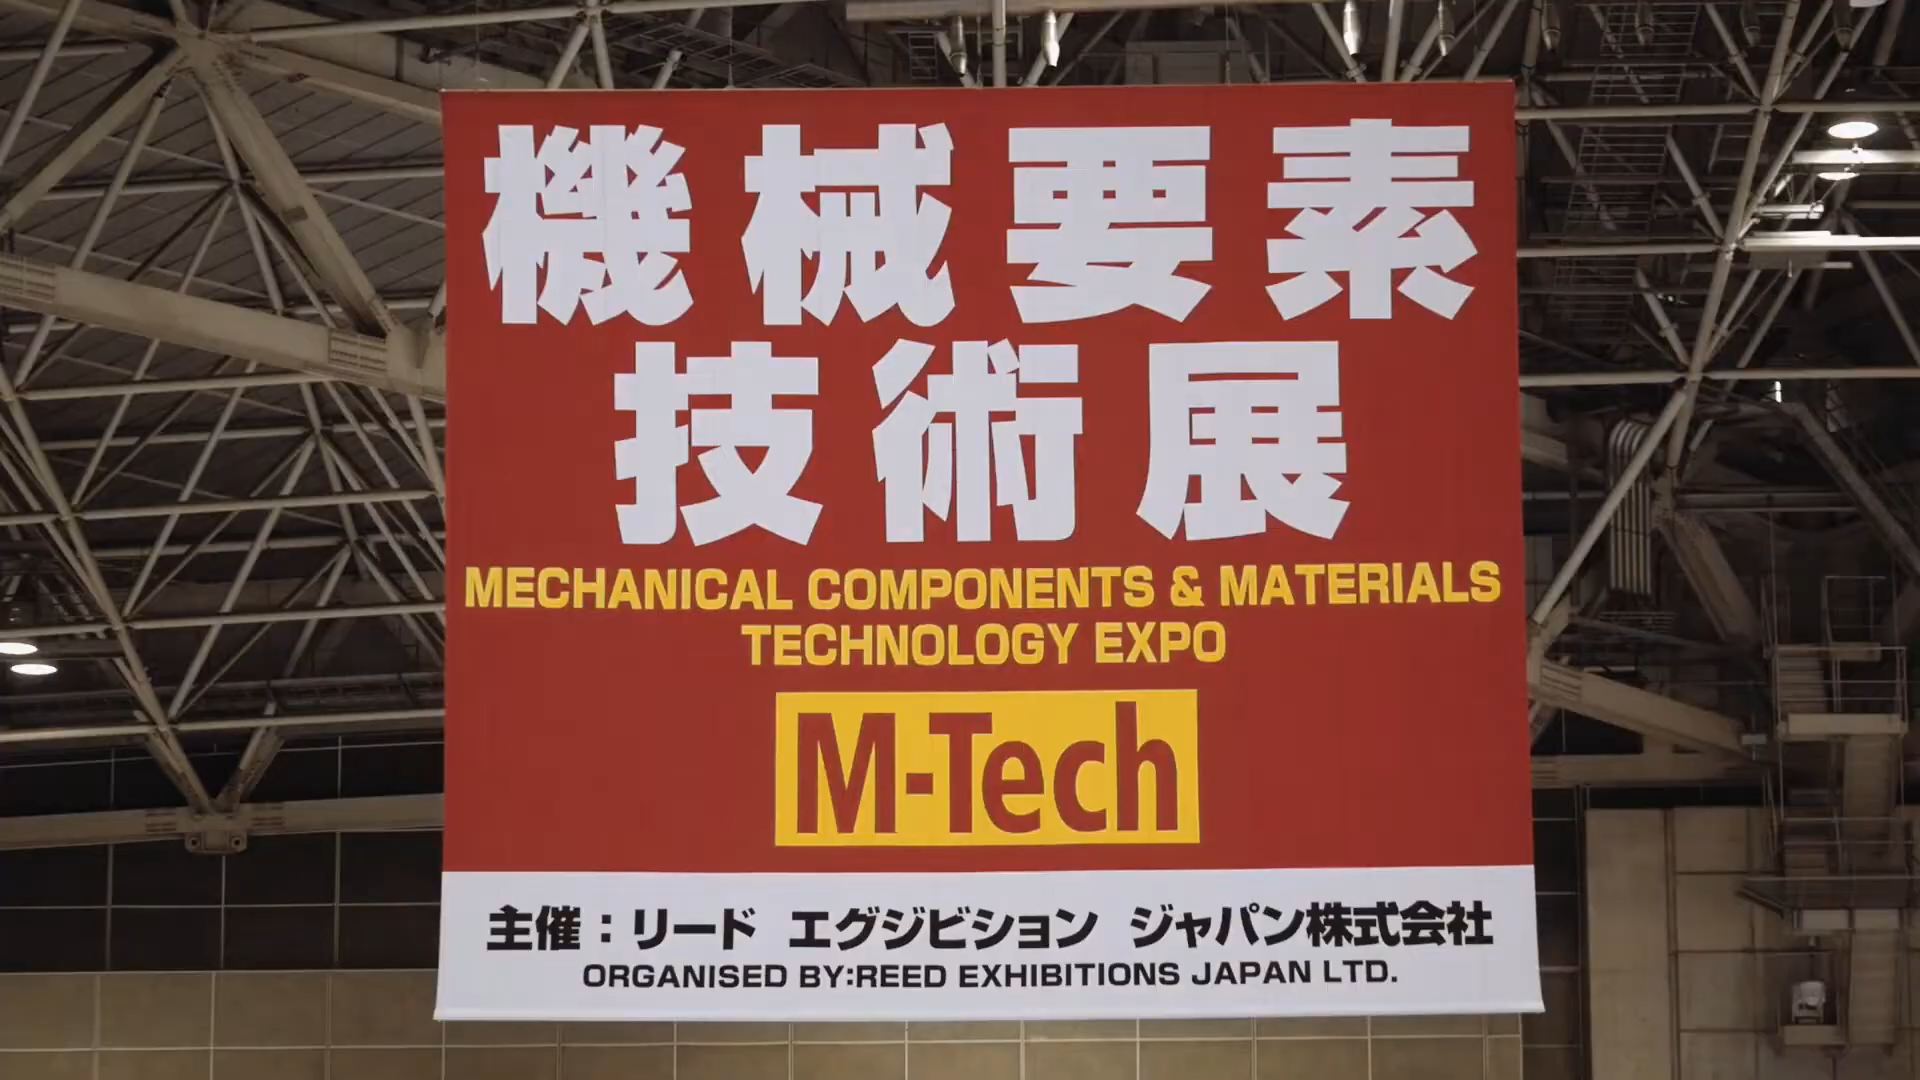 機械要素
技術展
MECHANICAL COMPONENTS & MATERIALS
TECHNOLOGY EXPO
M-Tech
主催：リード エグジビション ジャパン株式会社
ORGANISED BY:REED EXHIBITIONS JAPAN LTD.